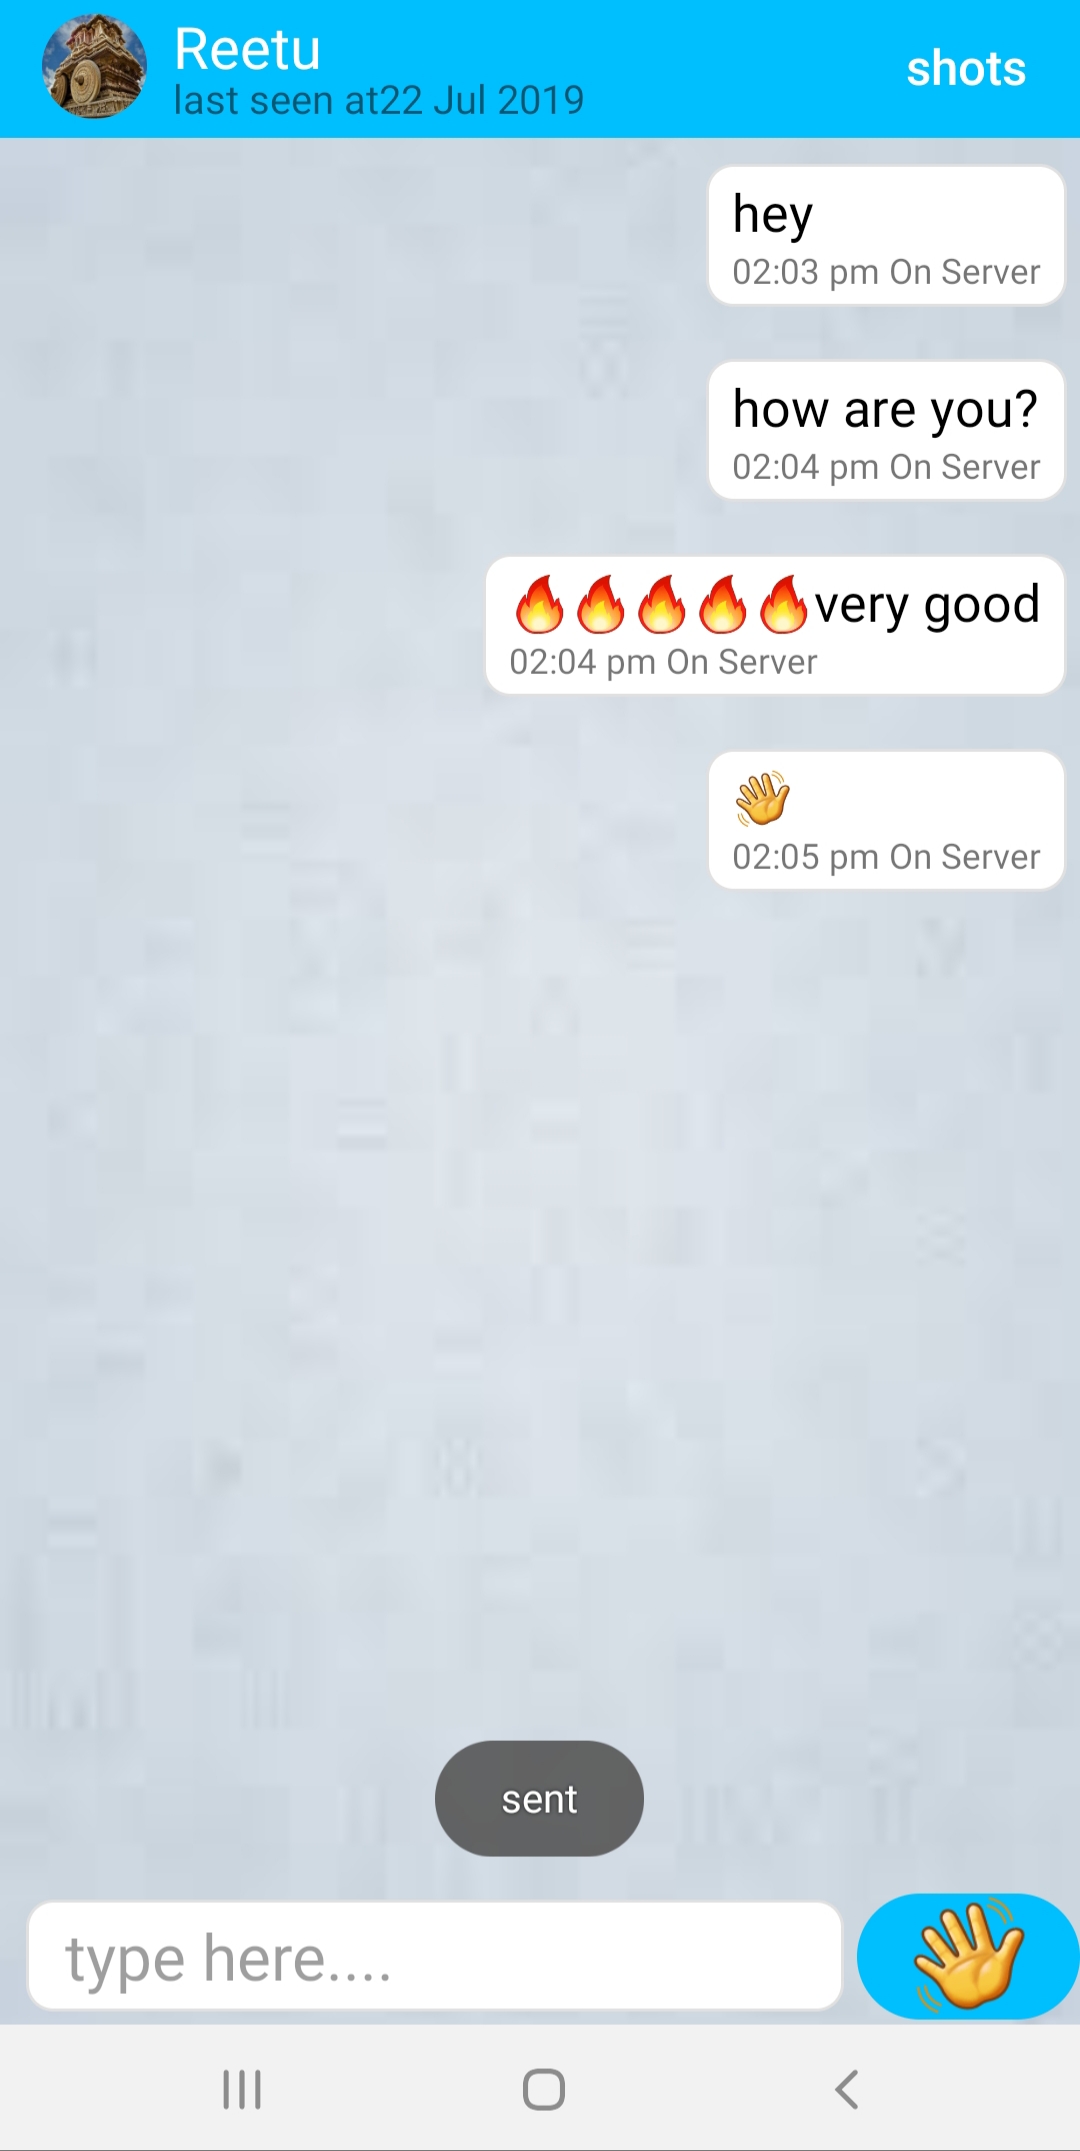 Reetu
last seen at22 Jul 2019
shots
hey
02:03 pm On Server
how are you?
02:04 pm On Server
🔥🔥🔥🔥🔥very good
02:04 pm On Server
👋
02:05 pm On Server
sent
type here....
👋